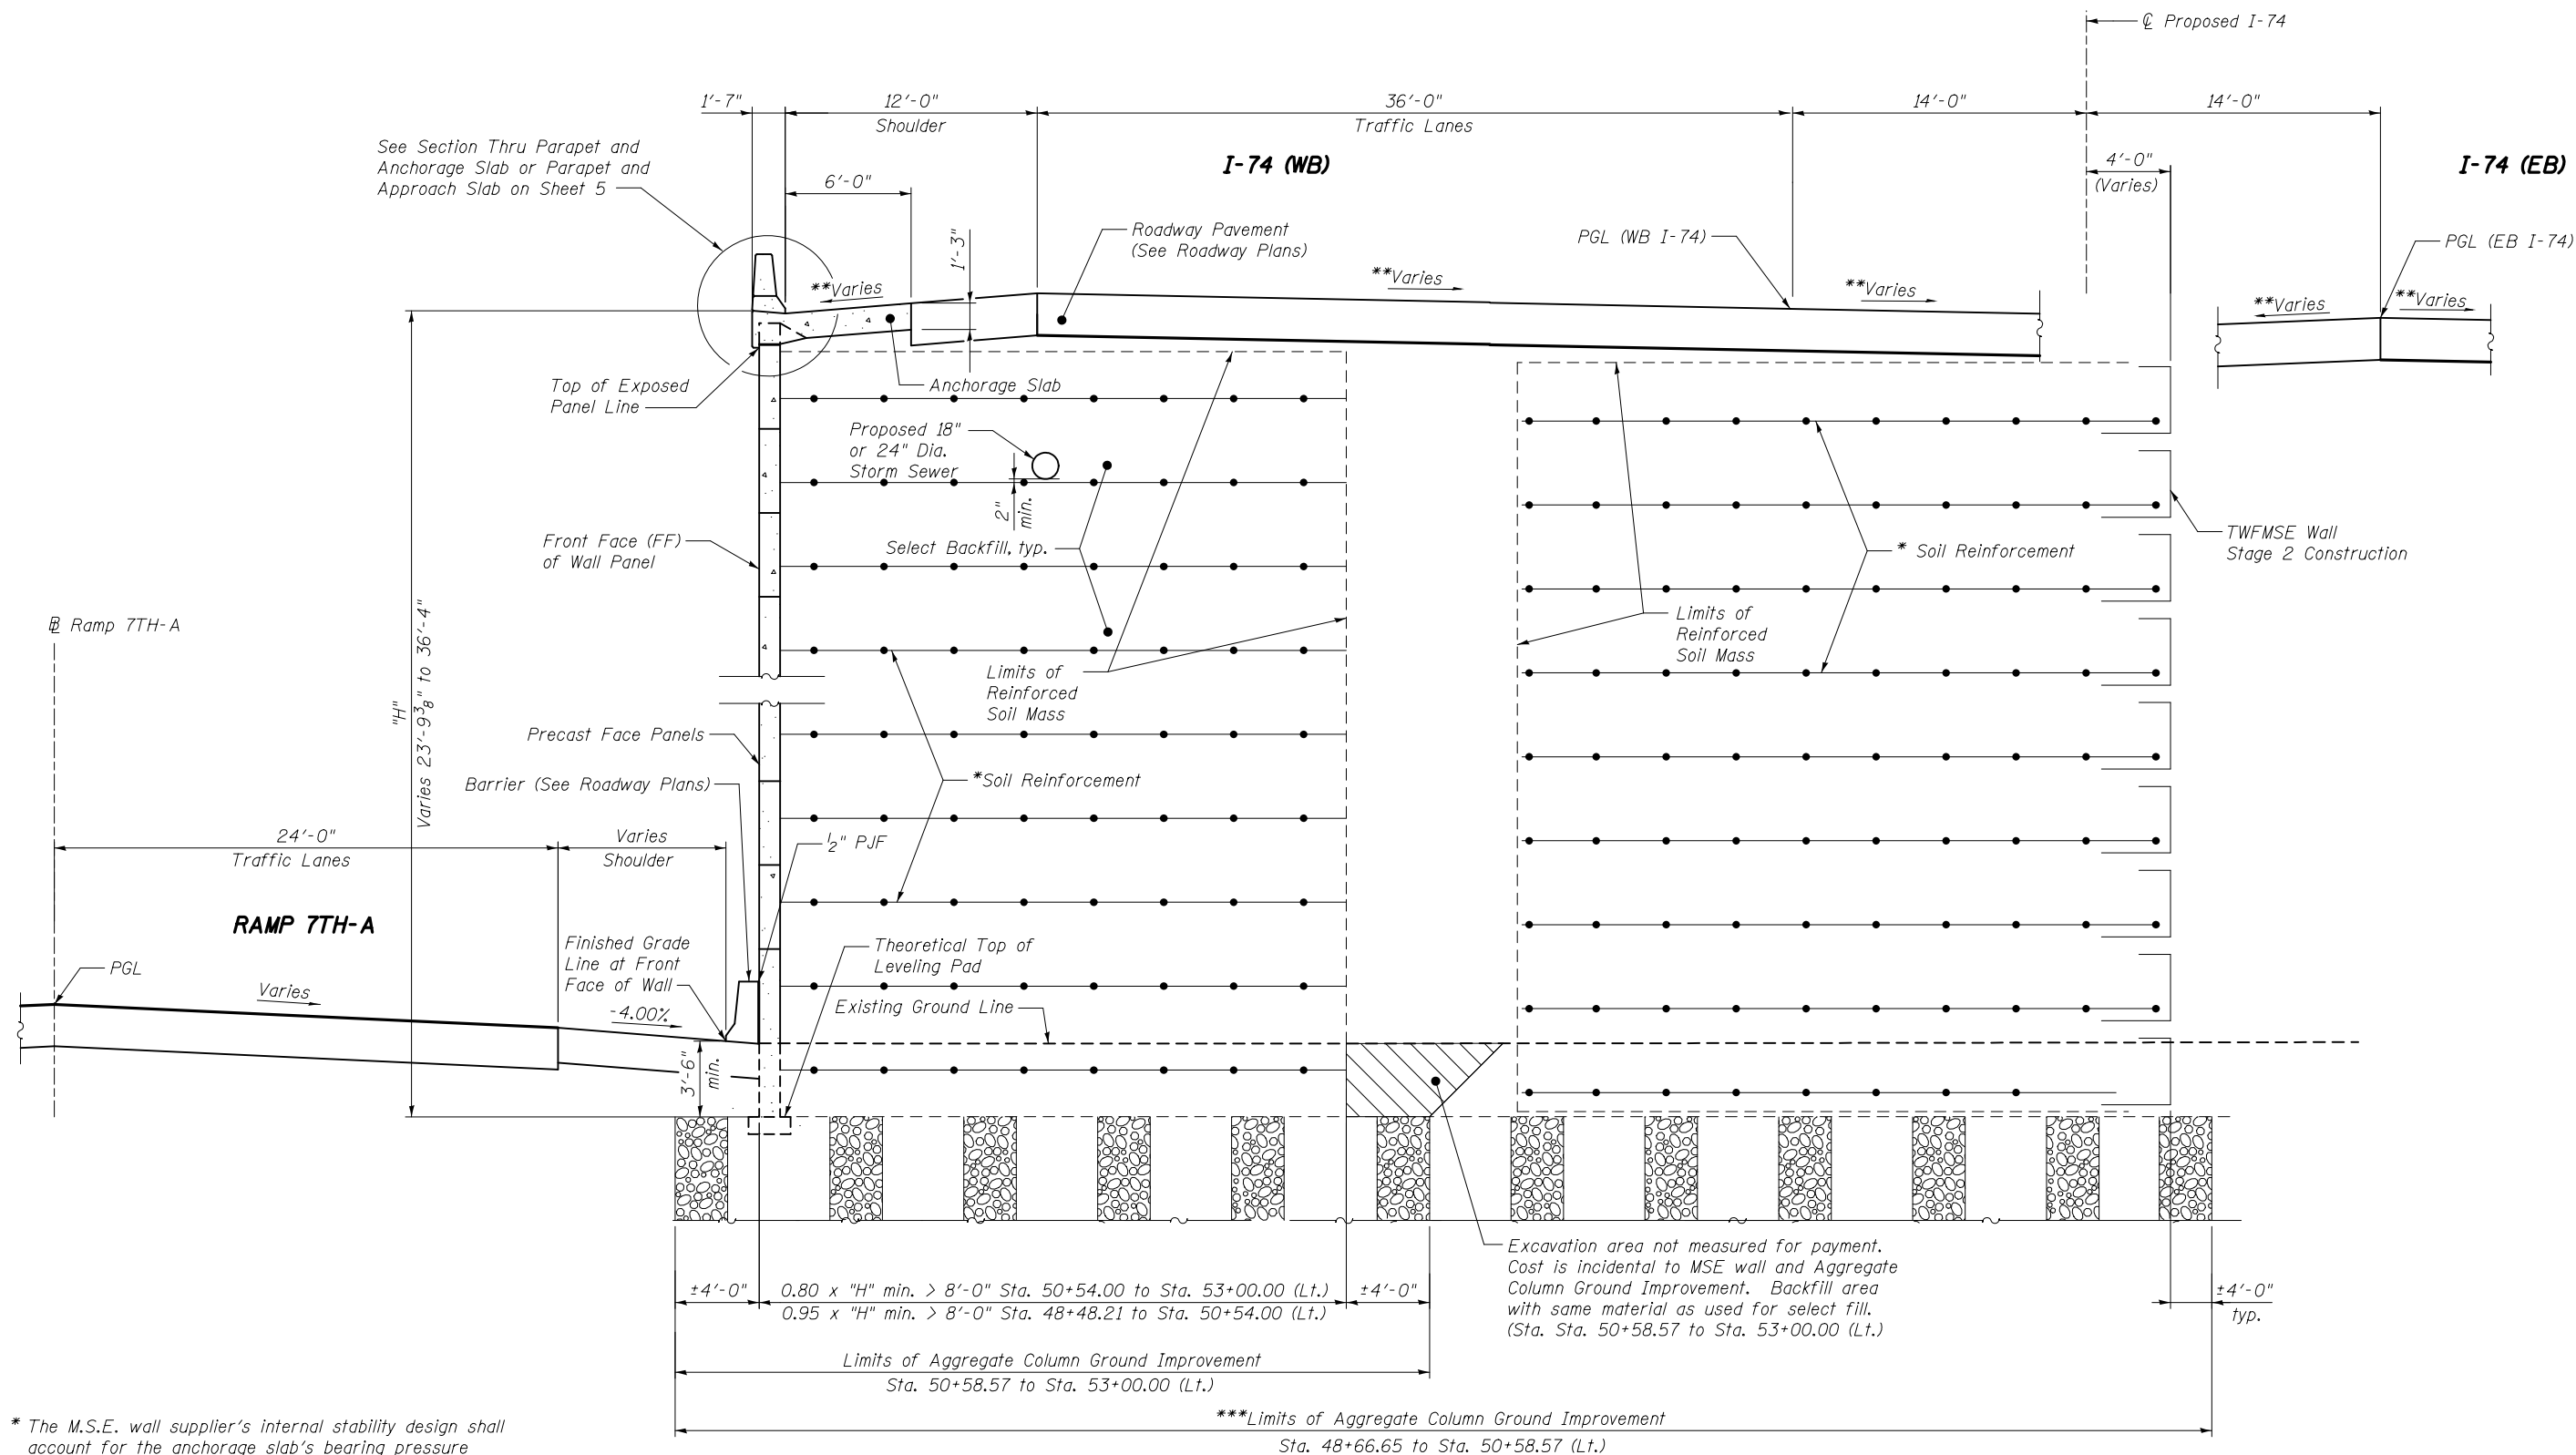 ℄ Proposed I-74
1'-7"
12'-0"
Shoulder
36'-0"
Traffic Lanes
14'-0"
14'-0"
See Section Thru Parapet and
Anchorage Slab or Parapet and
Approach Slab on Sheet 5
I-74 (WB)
4'-0"
(Varies)
I-74 (EB)
6'-0"
1'-3"
Roadway Pavement
(See Roadway Plans)
PGL (WB I-74)
PGL (EB I-74)
**Varies
**Varies
**Varies
**Varies
**Varies
Top of Exposed
Panel Line
Anchorage Slab
Proposed 18"
or 24" Dia.
Storm Sewer
2"
min.
Front Face (FF)
of Wall Panel
Select Backfill, typ.
* Soil Reinforcement
TWFMSE Wall
Stage 2 Construction
Limits of
Reinforced
Soil Mass
Limits of
Reinforced
Soil Mass
⅊ Ramp 7TH-A
"H"
Varies 23'-9⅜" to 36'-4"
Precast Face Panels
Barrier (See Roadway Plans)
*Soil Reinforcement
½" PJF
24'-0"
Traffic Lanes
Varies
Shoulder
RAMP 7TH-A
Finished Grade
Line at Front
Face of Wall
Theoretical Top of
Leveling Pad
PGL
Varies
-4.00%
Existing Ground Line
3'-6"
min.
±4'-0"
0.80 x "H" min. > 8'-0" Sta. 50+54.00 to Sta. 53+00.00 (Lt.)
0.95 x "H" min. > 8'-0" Sta. 48+48.21 to Sta. 50+54.00 (Lt.)
±4'-0"
Excavation area not measured for payment.
Cost is incidental to MSE wall and Aggregate
Column Ground Improvement. Backfill area
with same material as used for select fill.
(Sta. Sta. 50+58.57 to Sta. 53+00.00 (Lt.)
±4'-0"
typ.
Limits of Aggregate Column Ground Improvement
Sta. 50+58.57 to Sta. 53+00.00 (Lt.)
***Limits of Aggregate Column Ground Improvement
Sta. 48+66.65 to Sta. 50+58.57 (Lt.)
* The M.S.E. wall supplier's internal stability design shall
account for the anchorage slab's bearing pressure